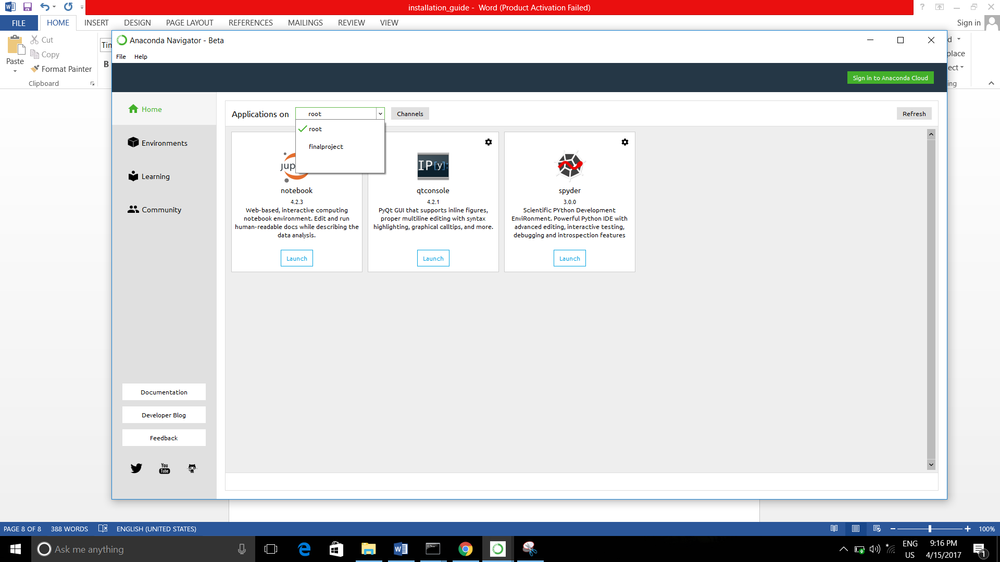 installation_guide - Word (Product Activation Failed)
FILE HOME INSERT DESIGN PAGE LAYOUT REFERENCES MAILINGS REVIEW VIEW Sign in
Cut
Copy
Paste
Format Painter
Clipboard
Tin
B
d
place
ect
ing
Anaconda Navigator - Beta
File Help
Sign in to Anaconda Cloud
Home
Environments
Learning
Community
Documentation
Developer Blog
Feedback
You
Tube
Applications on root Channels Refresh
root
finalproject
jup
notebook
4.2.3
Web-based, interactive computing
notebook environment. Edit and run
human-readable docs while describing the
data analysis.
Launch
IP[y]:
qtconsole
4.2.1
PyQt GUI that supports inline figures,
proper multiline editing with syntax
highlighting, graphical calltips, and more.
Launch
spyder
3.0.0
Scientific PYthon Development
EnviRonment. Powerful Python IDE with
advanced editing, interactive testing,
debugging and introspection features
Launch
PAGE 8 OF 8 388 WORDS ENGLISH (UNITED STATES) 100%
Ask me anything
ENG
US
9:16 PM
4/15/2017
1